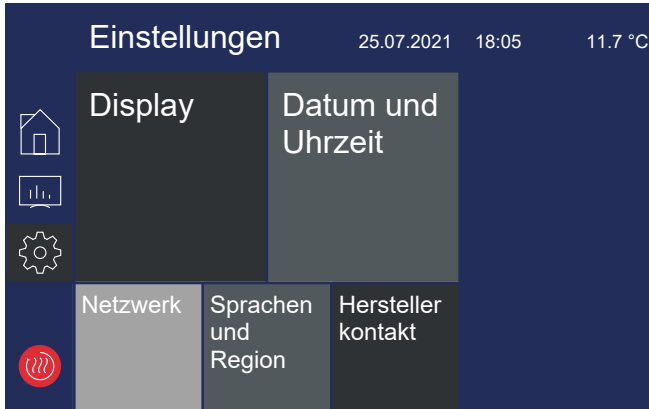 Einstellungen 25.07.2021 18:05 11.7 °C
Display
Datum und
Uhrzeit
Netzwerk
Sprachen
und
Region
Hersteller
kontakt